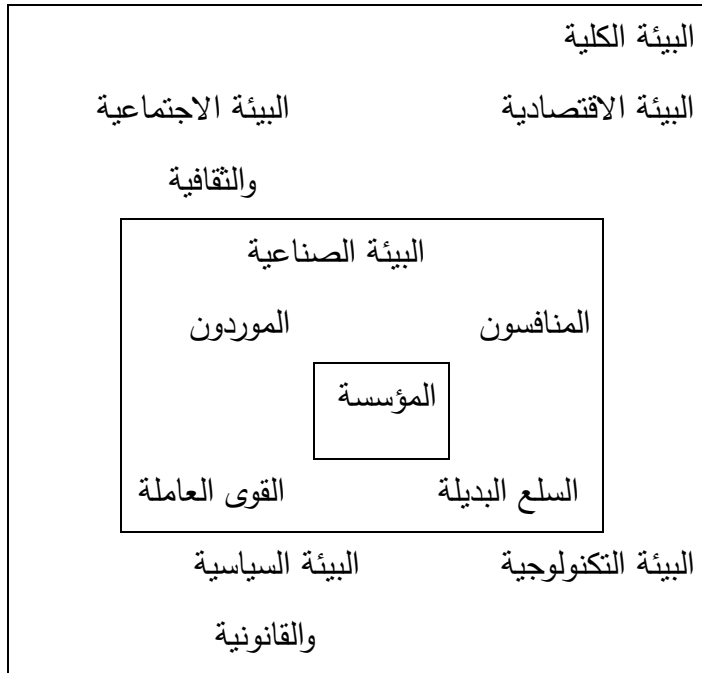 البيئة الكلية
البيئة الاقتصادية
البيئة الاجتماعية
والثقافية
البيئة الصناعية
المنافسون
الموردون
المؤسسة
السلع البديلة
القوى العاملة
البيئة التكنولوجية
البيئة السياسية
والقانونية